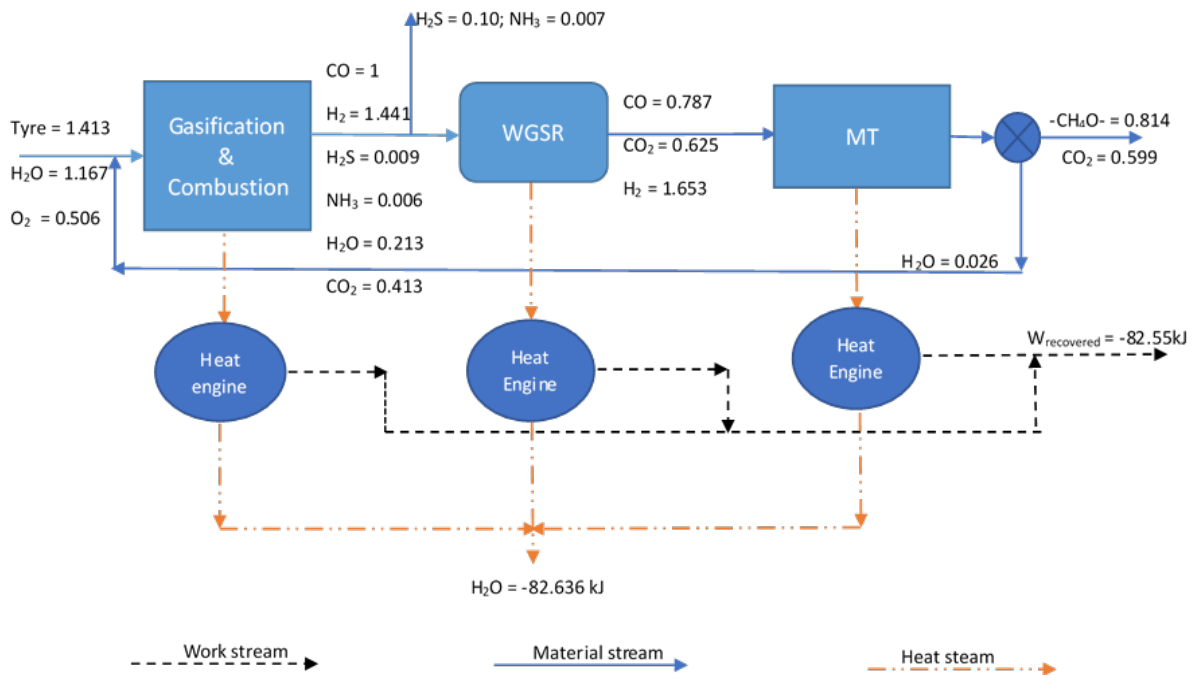 H₂S = 0.10; NH₃ = 0.007
Tyre = 1.413
H₂O = 1.167
O₂ = 0.506
Gasification
&
Combustion
CO = 1
H₂ = 1.441
H₂S = 0.009
NH₃ = 0.006
H₂O = 0.213
CO₂ = 0.413
WGSR
CO = 0.787
CO₂ = 0.625
H₂ = 1.653
MT
-CH₄O- = 0.814
CO₂ = 0.599
H₂O = 0.026
Heat
engine
Heat
Engine
Heat
Engine
Wrecovered = -82.55kJ
H₂O = -82.636 kJ
Work stream
Material stream
Heat steam